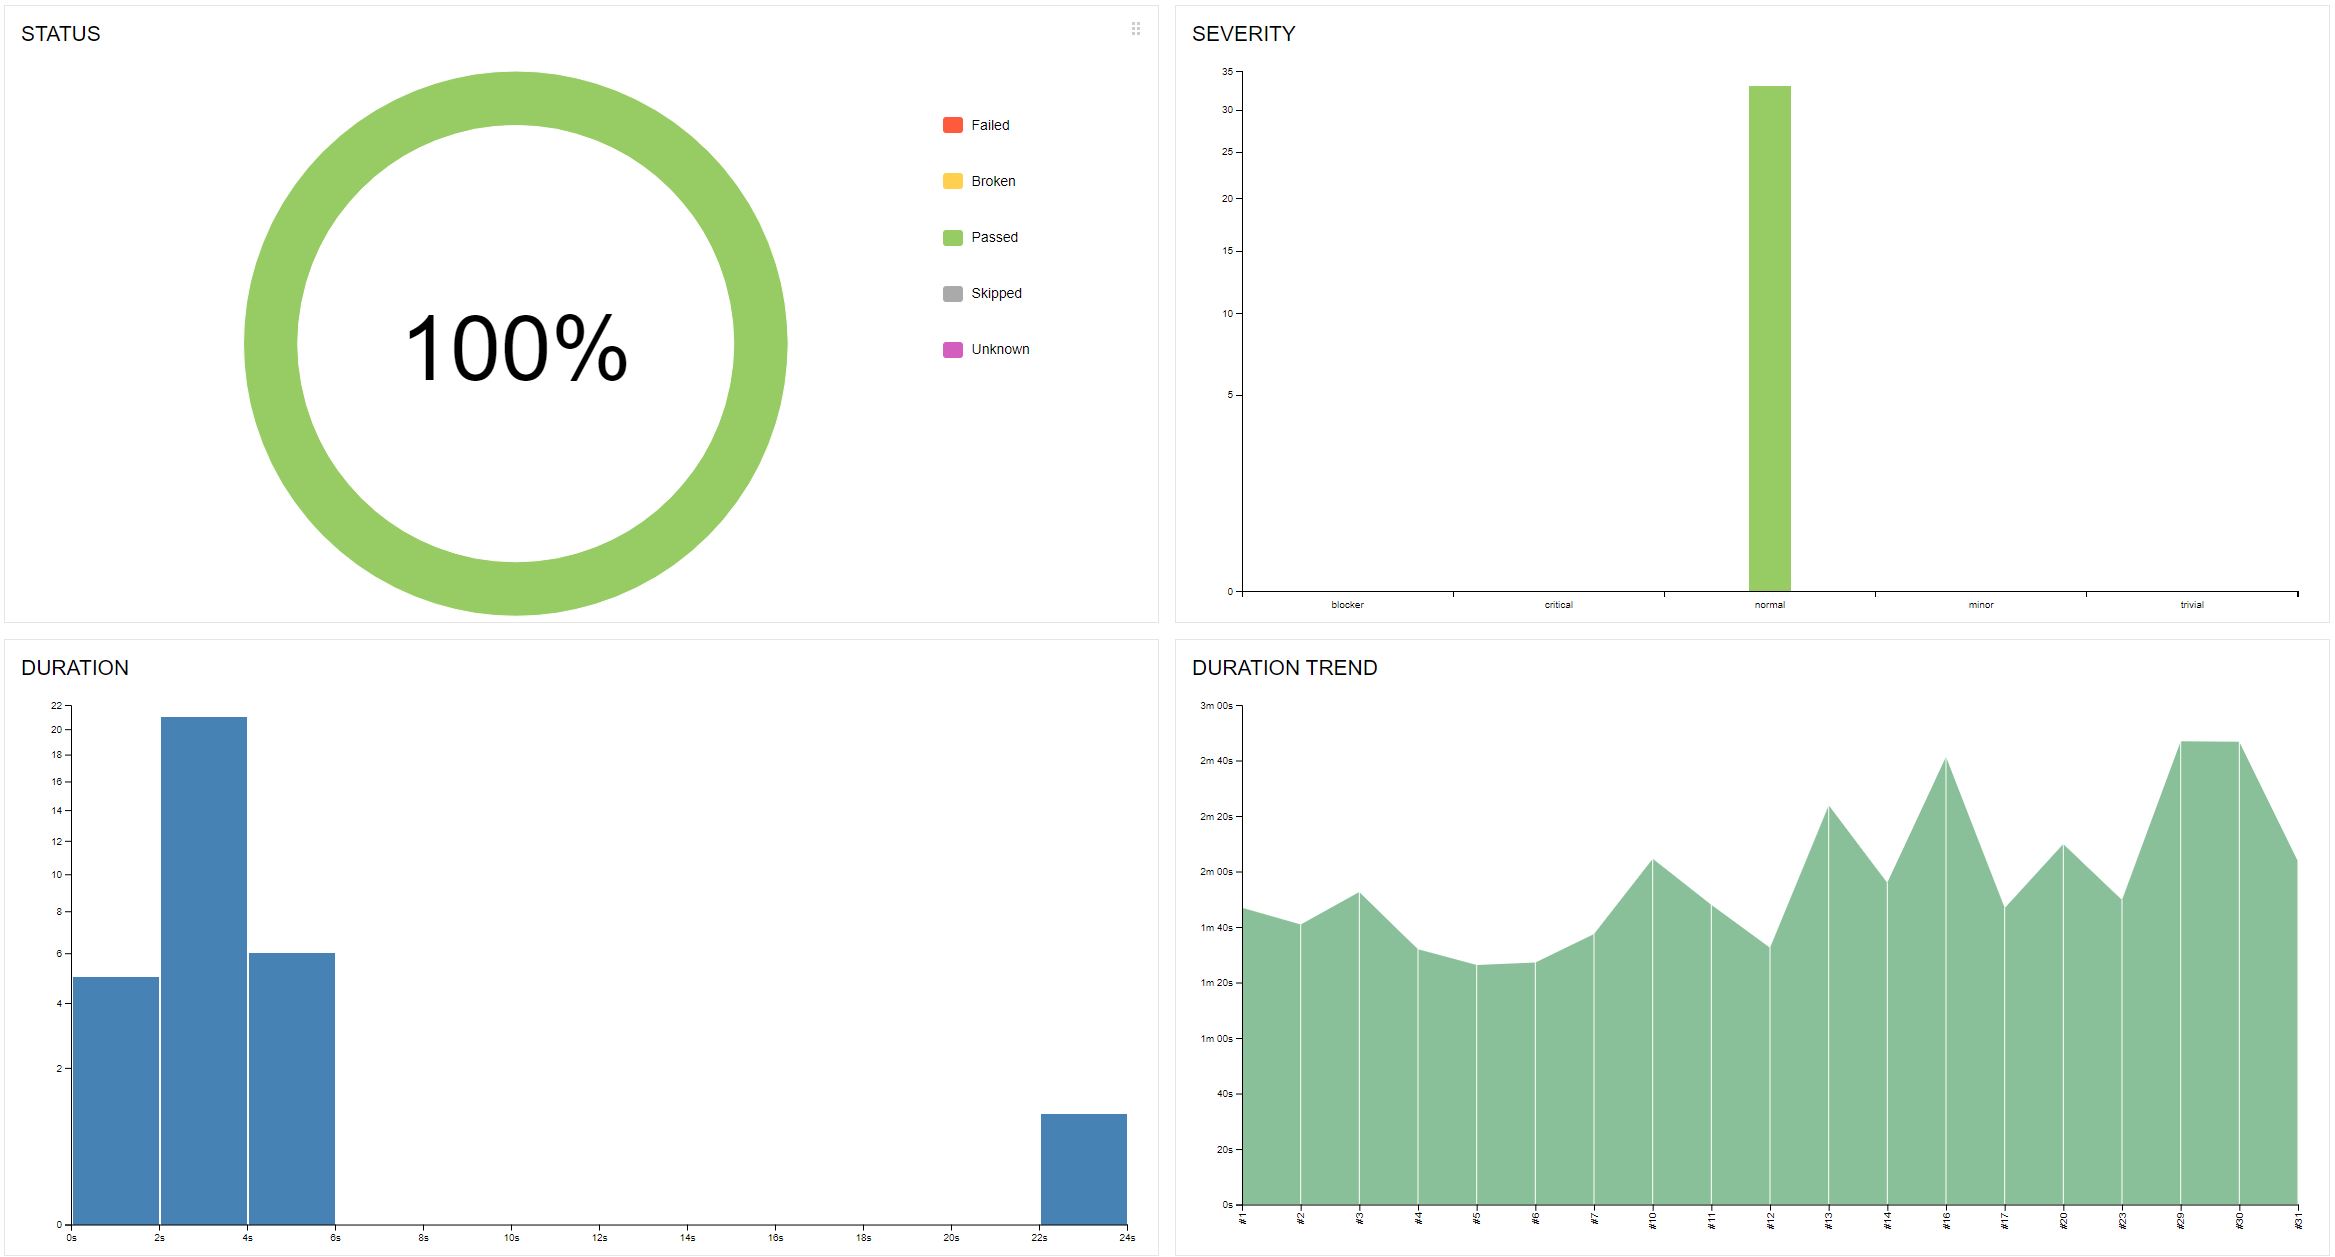 STATUS
100%
Failed
Broken
Passed
Skipped
Unknown
SEVERITY
35
30
25
20
15
10
5
0
blocker critical normal minor trivial
DURATION
22
20
18
16
14
12
10
8
6
4
2
0
0s 2s 4s 6s 8s 10s 12s 14s 16s 18s 20s 22s 24s
DURATION TREND
3m 00s
2m 40s
2m 20s
2m 00s
1m 40s
1m 20s
1m 00s
40s
20s
0s
#1 #2 #3 #4 #5 #6 #7 #10 #11 #12 #13 #14 #16 #17 #20 #23 #29 #30 #31